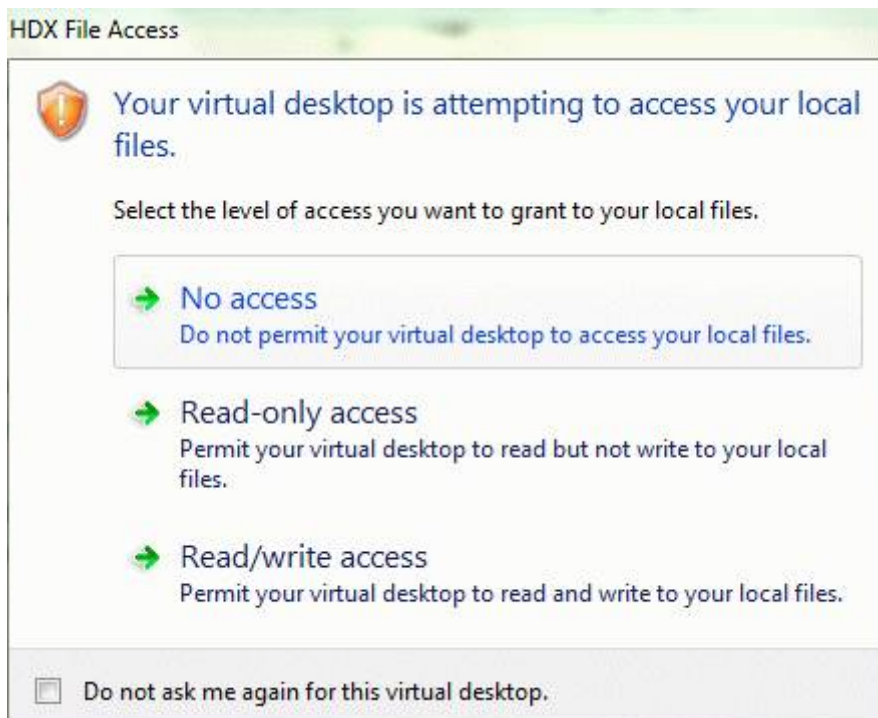 HDX File Access
Your virtual desktop is attempting to access your local
files.
Select the level of access you want to grant to your local files.
No access
Do not permit your virtual desktop to access your local files.
Read-only access
Permit your virtual desktop to read but not write to your local
files.
Read/write access
Permit your virtual desktop to read and write to your local files.
Do not ask me again for this virtual desktop.